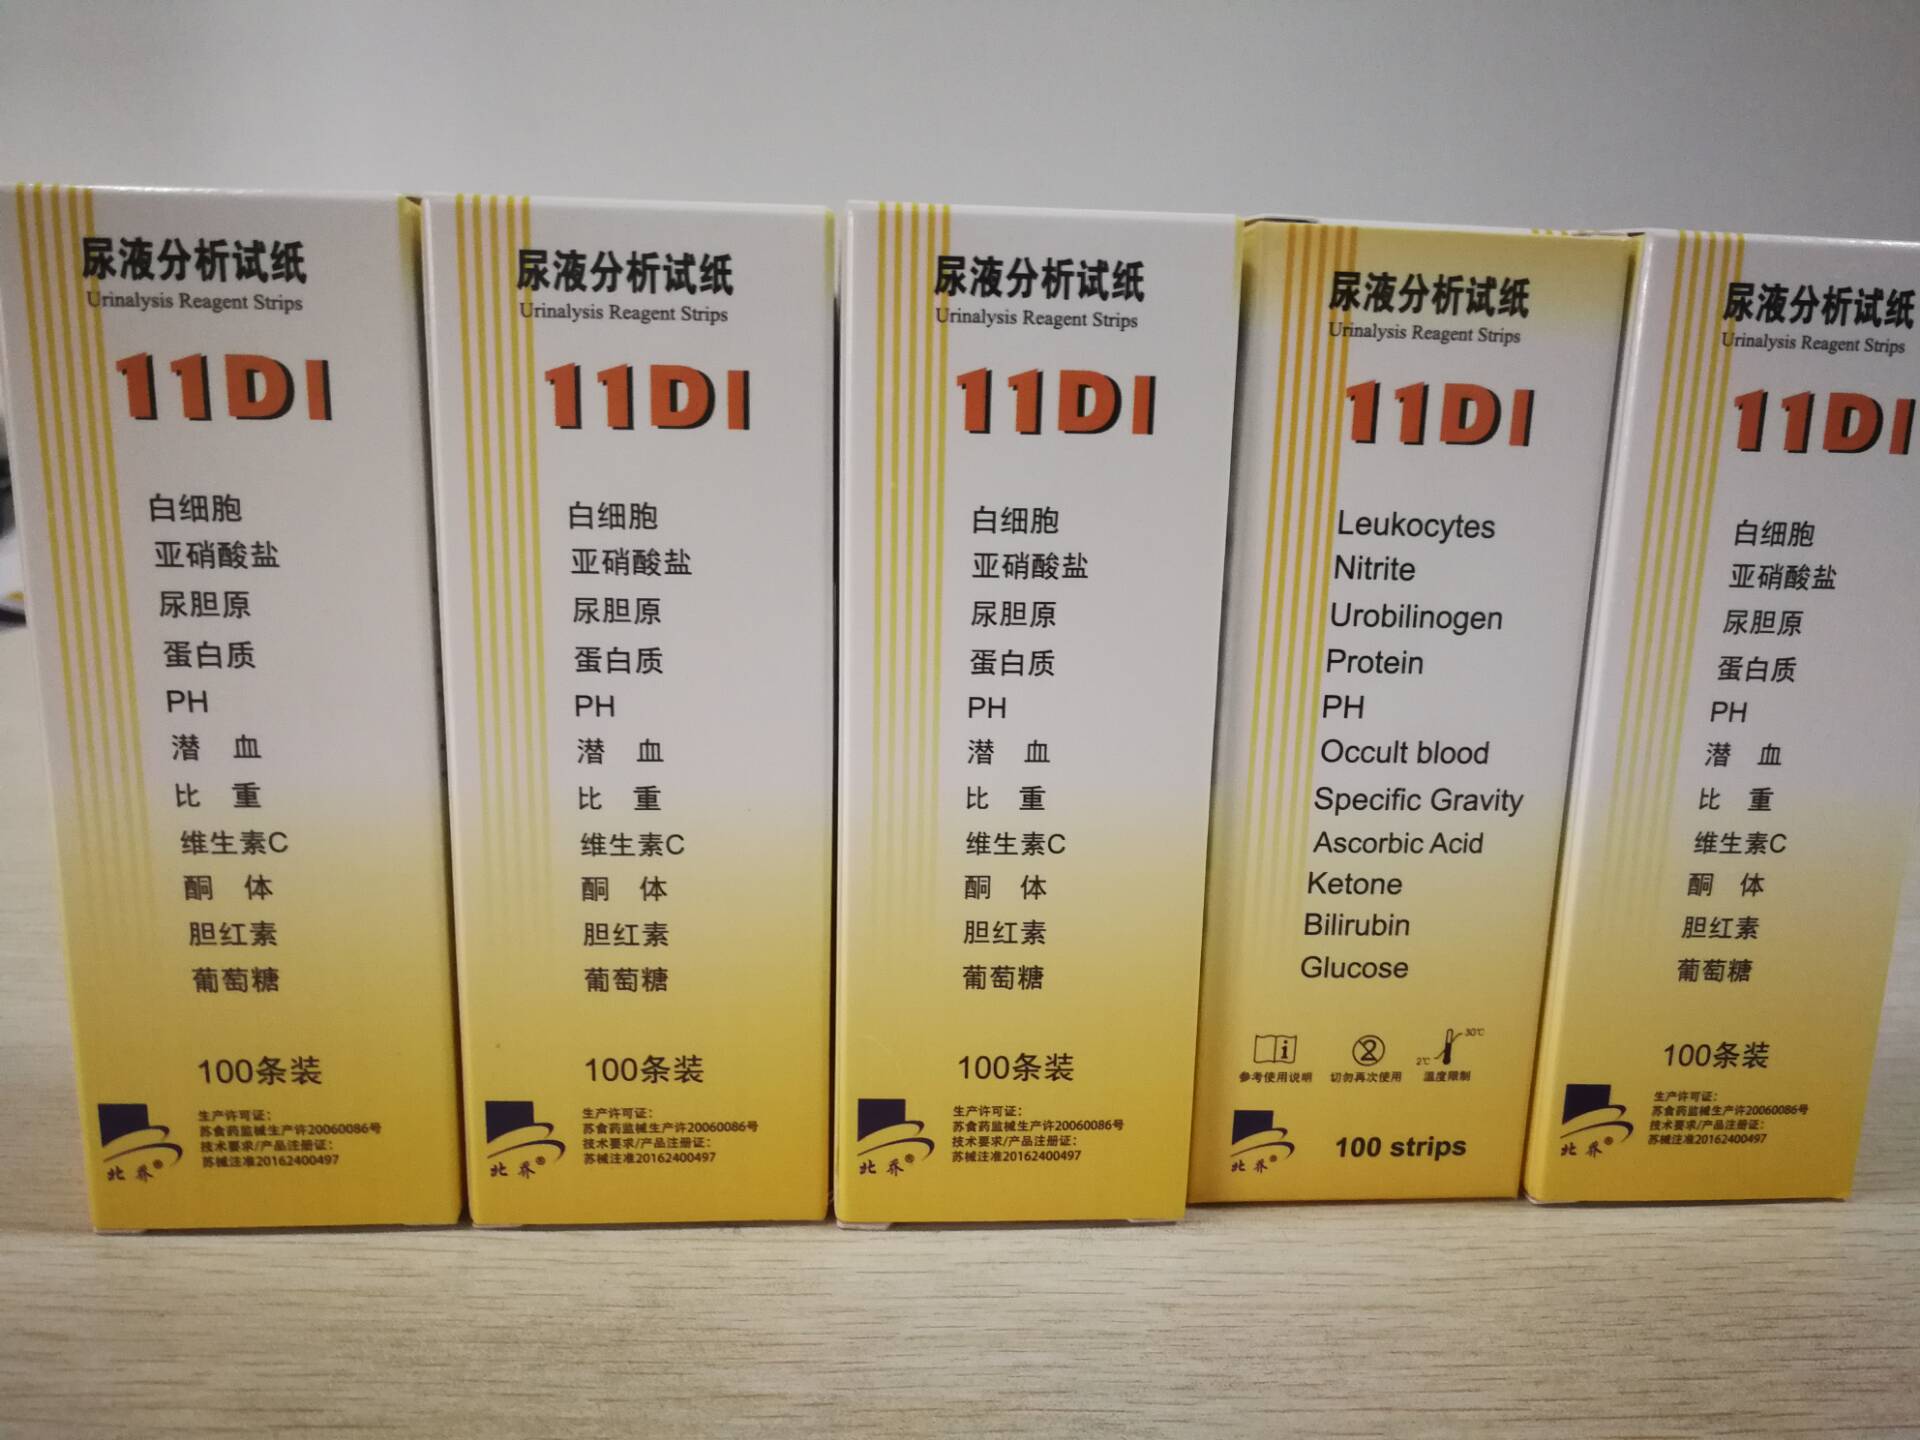 尿液分析试纸
Urinalysis Reagent Strips
11DI
白细胞
亚硝酸盐
尿胆原
蛋白质
PH
潜 血
比 重
维生素C
酮 体
胆红素
葡萄糖
100条装
生产许可证：
苏食药监械生产许20060086号
技术要求/产品注册证：
苏械注准20162400497
北乔®
尿液分析试纸
Urinalysis Reagent Strips
11DI
白细胞
亚硝酸盐
尿胆原
蛋白质
PH
潜 血
比 重
维生素C
酮 体
胆红素
葡萄糖
100条装
生产许可证：
苏食药监械生产许20060086号
技术要求/产品注册证：
苏械注准20162400497
北乔®
尿液分析试纸
Urinalysis Reagent Strips
11DI
白细胞
亚硝酸盐
尿胆原
蛋白质
PH
潜 血
比 重
维生素C
酮 体
胆红素
葡萄糖
100条装
生产许可证：
苏食药监械生产许20060086号
技术要求/产品注册证：
苏械注准20162400497
北乔®
尿液分析试纸
Urinalysis Reagent Strips
11DI
Leukocytes
Nitrite
Urobilinogen
Protein
PH
Occult blood
Specific Gravity
Ascorbic Acid
Ketone
Bilirubin
Glucose
30℃
2℃
参考使用说明 切勿再次使用 温度限制
100 strips
北乔®
尿液分析试纸
Urinalysis Reagent Strips
11DI
白细胞
亚硝酸盐
尿胆原
蛋白质
PH
潜 血
比 重
维生素C
酮 体
胆红素
葡萄糖
100条装
生产许可证：
苏食药监械生产许20060086号
技术要求/产品注册证：
苏械注准20162400497
北乔®